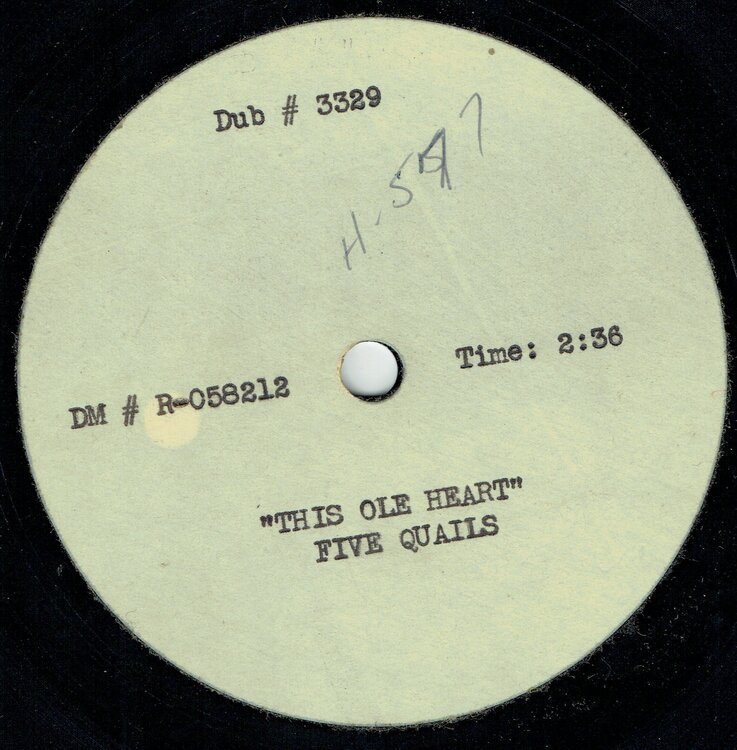 Dub # 3329
Time: 2:36
DM # R-058212
"THIS OLE HEART"
FIVE QUAILS